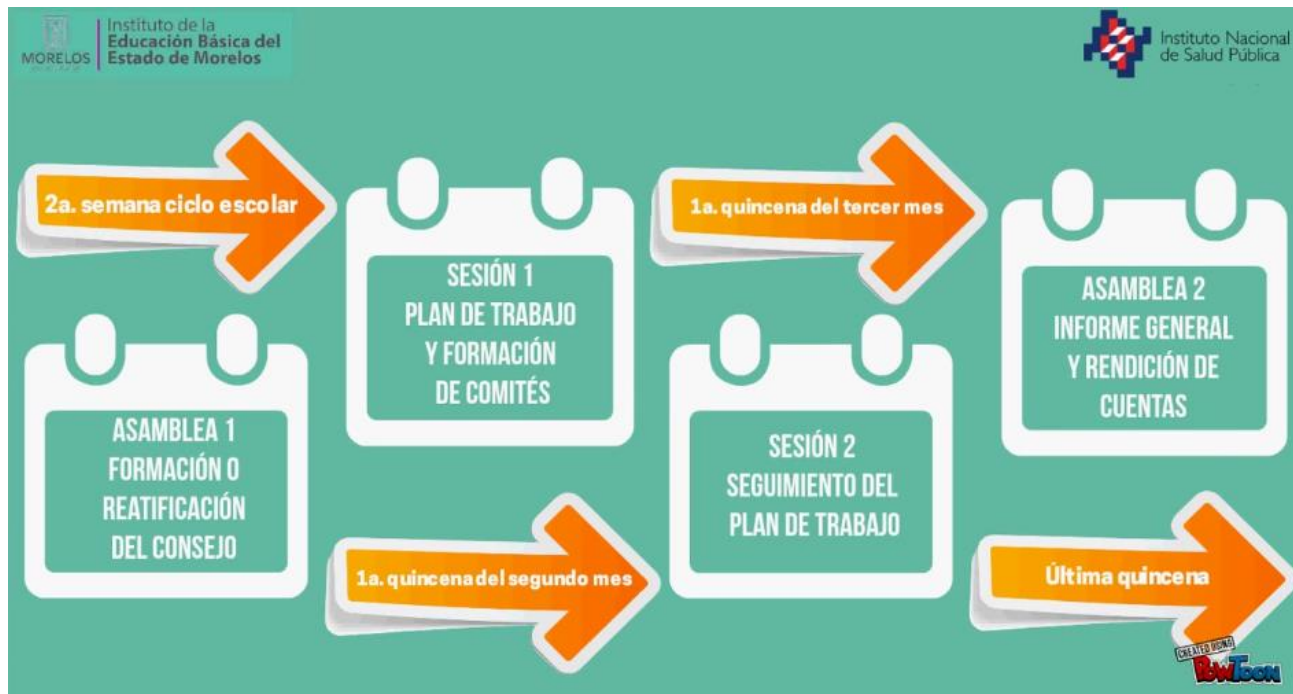 MORELOS
Instituto de la
Educación Básica del
Estado de Morelos
Instituto Nacional
de Salud Pública
2a. semana ciclo escolar
ASAMBLEA 1
FORMACIÓN O
REATIFICACIÓN
DEL CONSEJO
SESIÓN 1
PLAN DE TRABAJO
Y FORMACIÓN
DE COMITÉS
1a. quincena del segundo mes
1a. quincena del tercer mes
SESIÓN 2
SEGUIMIENTO DEL
PLAN DE TRABAJO
ASAMBLEA 2
INFORME GENERAL
Y RENDICIÓN DE
CUENTAS
Última quincena
CREATED USING
POWTOON